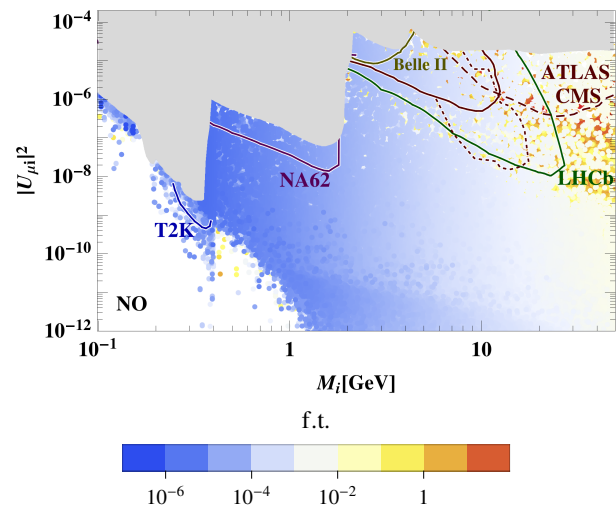 10^-4
10^-6
10^-8
10^-10
10^-12
|U_μi|^2
Belle II
ATLAS
CMS
NA62
LHCb
T2K
NO
10^-1
1
10
M_i[GeV]
f.t.
10^-6
10^-4
10^-2
1